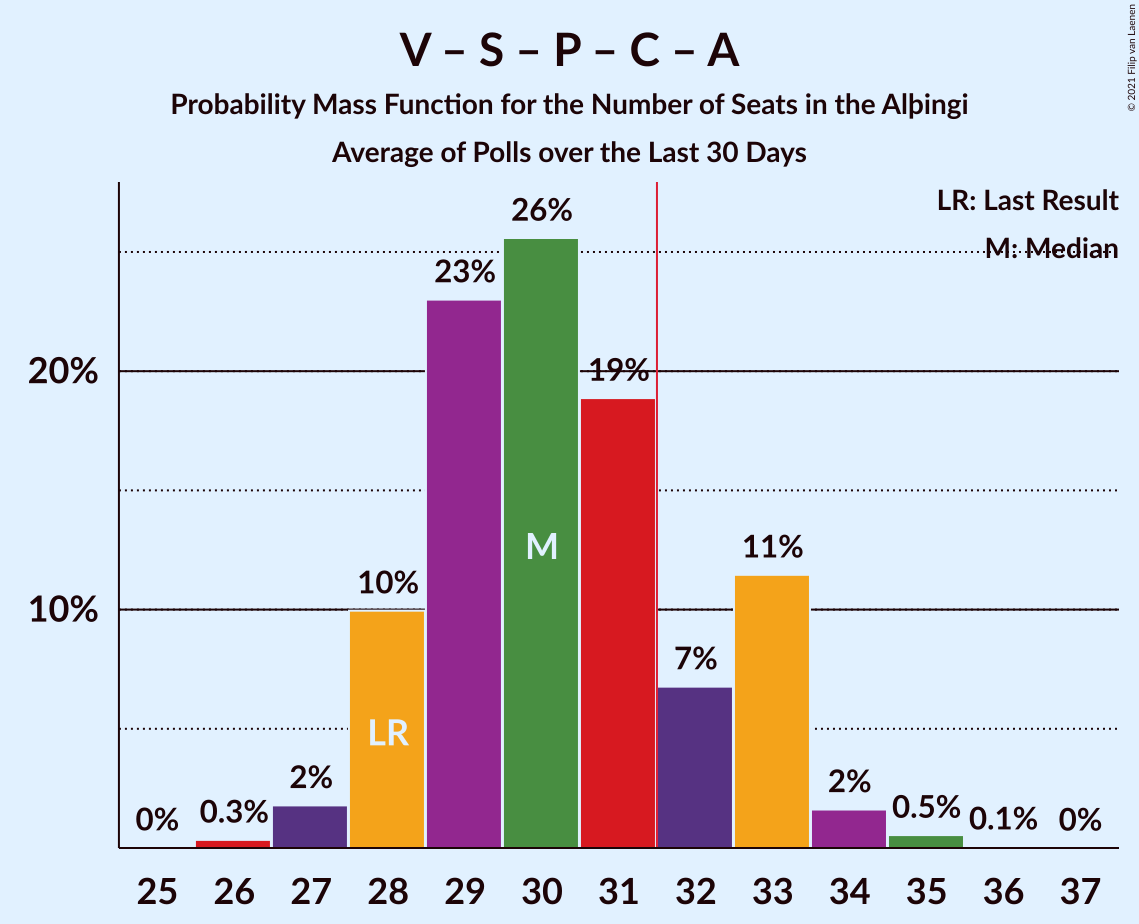 V – S – P – C – A
Probability Mass Function for the Number of Seats in the Alþingi
Average of Polls over the Last 30 Days
© 2021 Filip van Laenen
LR: Last Result
M: Median
20%
10%
0%
0.3%
2%
10%
23%
26%
19%
7%
11%
2%
0.5%
0.1%
0%
LR
M
25 26 27 28 29 30 31 32 33 34 35 36 37